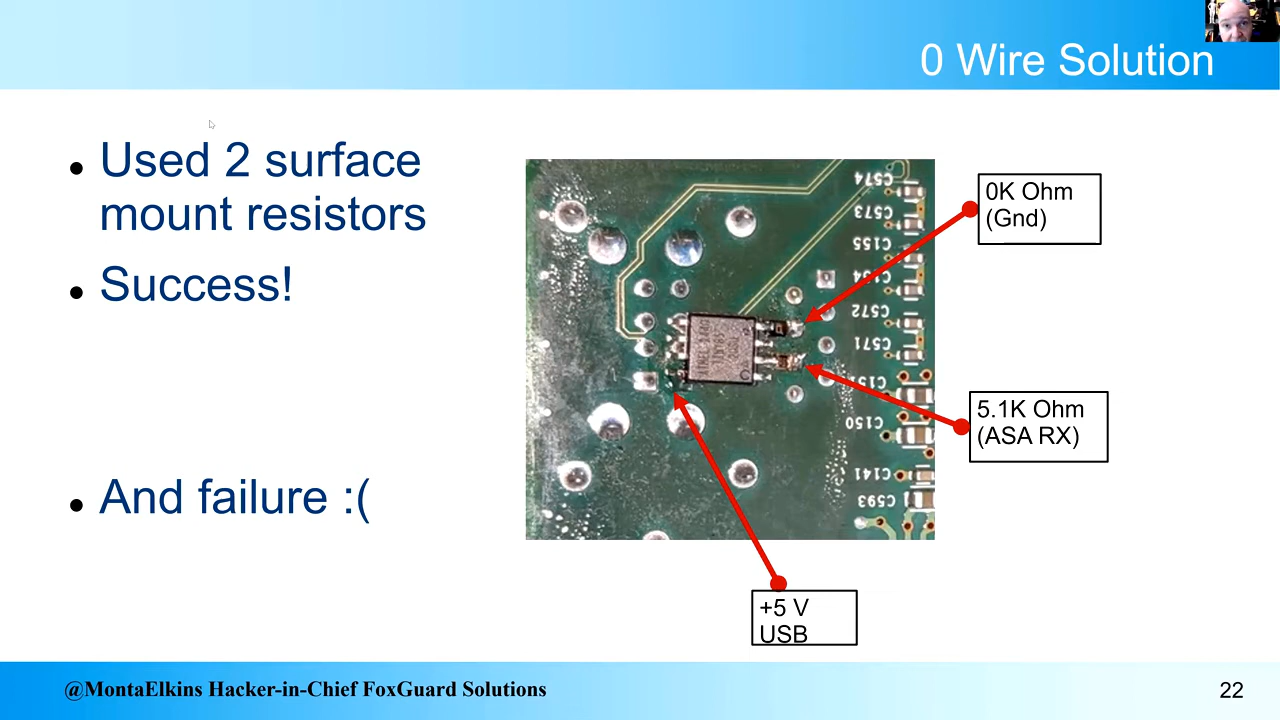 0 Wire Solution
Used 2 surface
mount resistors
Success!
And failure :(
C574
C573
C155
C572
C571
C150
C141
C593
0K Ohm
(Gnd)
5.1K Ohm
(ASA RX)
+5 V
USB
@MontaElkins Hacker-in-Chief FoxGuard Solutions
22